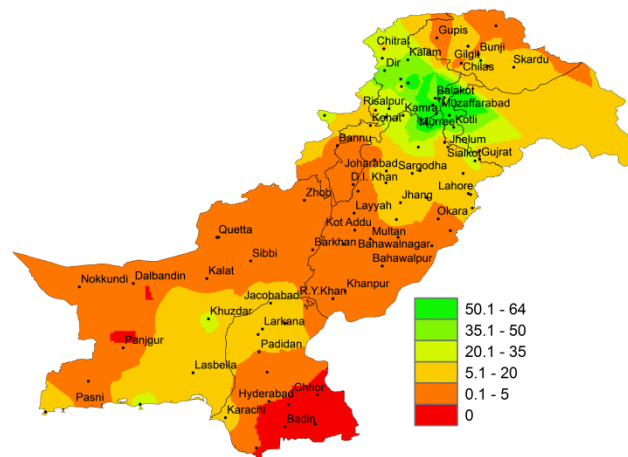 Gupis
Chitral
Kalam
Bunji
Gilgit
Dir
Chilas
Skardu
Balakot
Risalpur
Kamra
Muzaffarabad
Kohat
Murree
Kotli
Bannu
Jhelum
Sialkot
Gujrat
Joharabad
Sargodha
D.I. Khan
Lahore
Zhob
Jhang
Layyah
Okara
Kot Addu
Quetta
Multan
Barkhan
Bahawalnagar
Sibbi
Bahawalpur
Kalat
Nokkundi
Dalbandin
Khanpur
R.Y.Khan
Jacobabad
50.1 - 64
Khuzdar
35.1 - 50
Larkana
20.1 - 35
Panjgur
Padidan
5.1 - 20
Lasbella
0.1 - 5
Pasni
Hyderabad
Chhor
0
Karachi
Badin